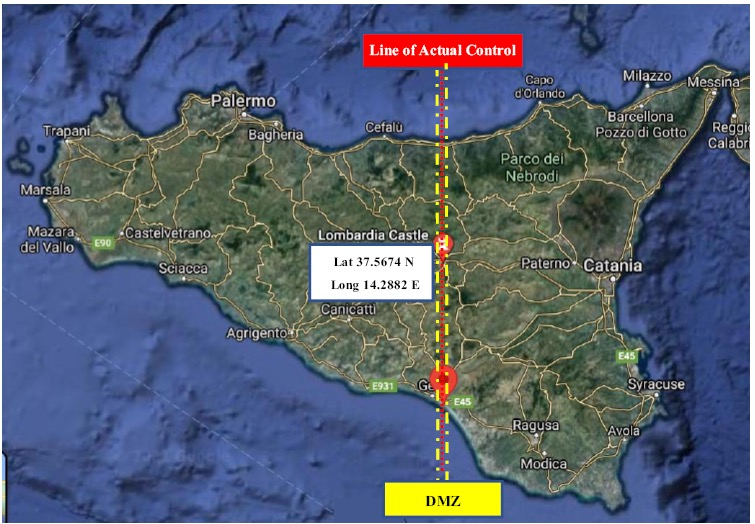 Line of Actual Control
Milazzo
Messina
Capo
d'Orlando
Palermo
Barcellona
Pozzo di Gotto
Reggio
Calabri
Trapani
Bagheria
Cefalù
Parco dei
Nebrodi
Marsala
Mazara
del Vallo
E90
Castelvetrano
Lombardia Castle
Lat 37.5674 N
Long 14.2882 E
Paterno
Catania
Sciacca
Canicattì
Agrigento
E45
E931
Ge
E45
Syracuse
Ragusa
Avola
Modica
DMZ